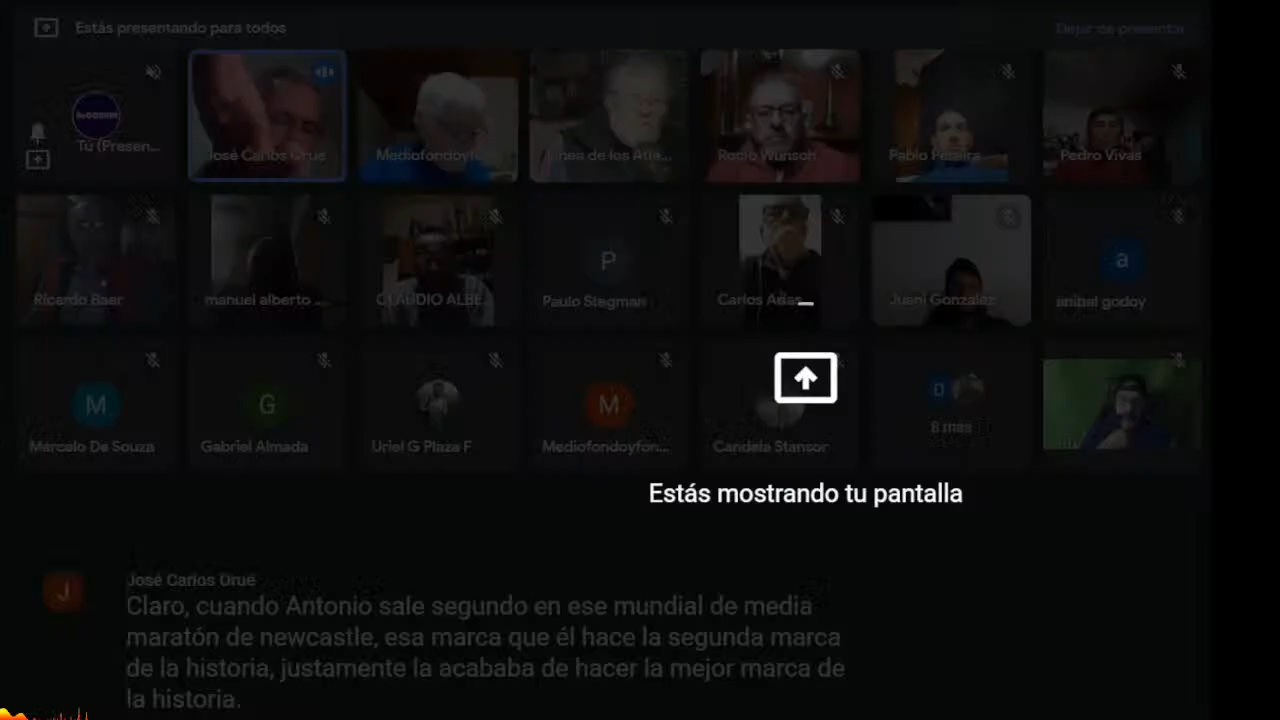 Estás presentando para todos
Dejar de presentar
Tú (Presen...
José Carlos Orue
Mediofondoyfo...
Rocio Wunsch
Pablo Pereira
Pedro Vivas
Ricardo Baer
manuel alberto ...
CLAUDIO ALBE...
P
Paulo Stegman
Carlos Arias
Juani Gonzalez
a
anibal godoy
M
Marcelo De Souza
G
Gabriel Almada
Uriel G Plaza F
M
Mediofondoyfon...
Candela Stansor
D
8 más
Estás mostrando tu pantalla
J
José Carlos Orué
Claro, cuando Antonio sale segundo en ese mundial de media
maratón de newcastle, esa marca que él hace la segunda marca
de la historia, justamente la acababa de hacer la mejor marca de
la historia.